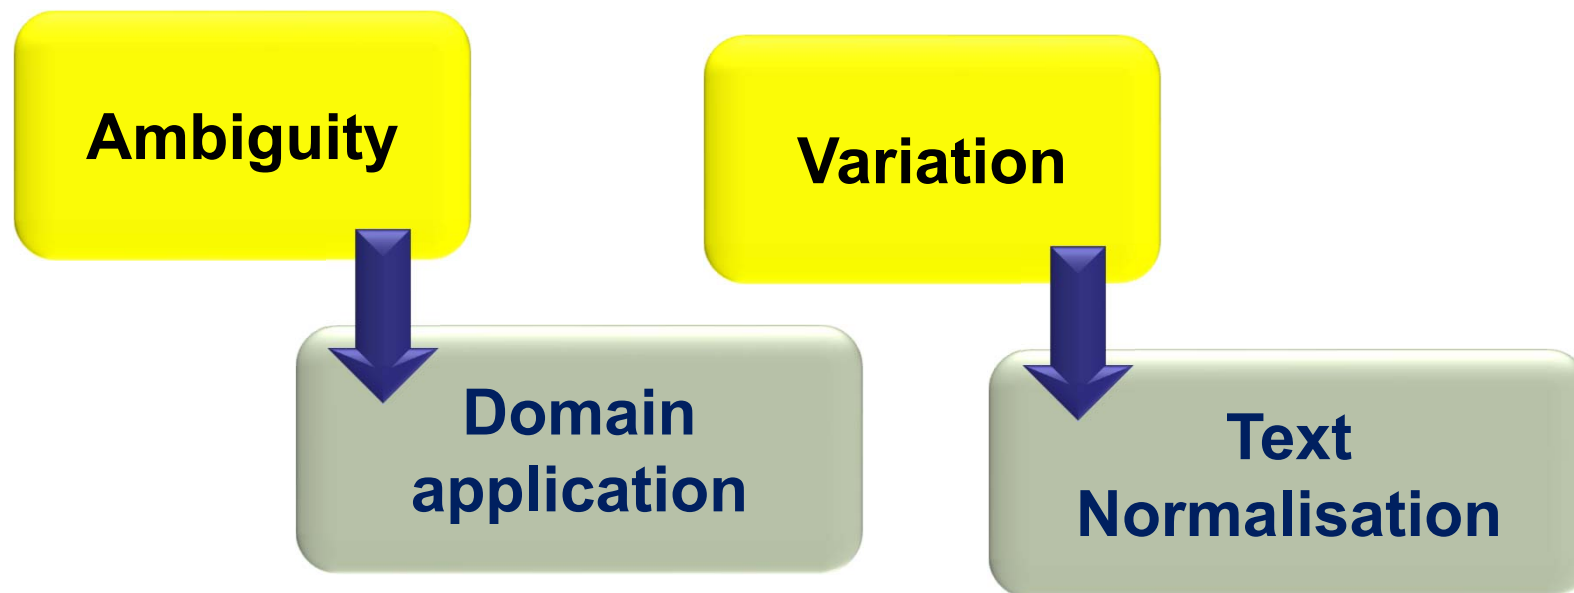 Ambiguity
Variation
Domain
application
Text
Normalisation